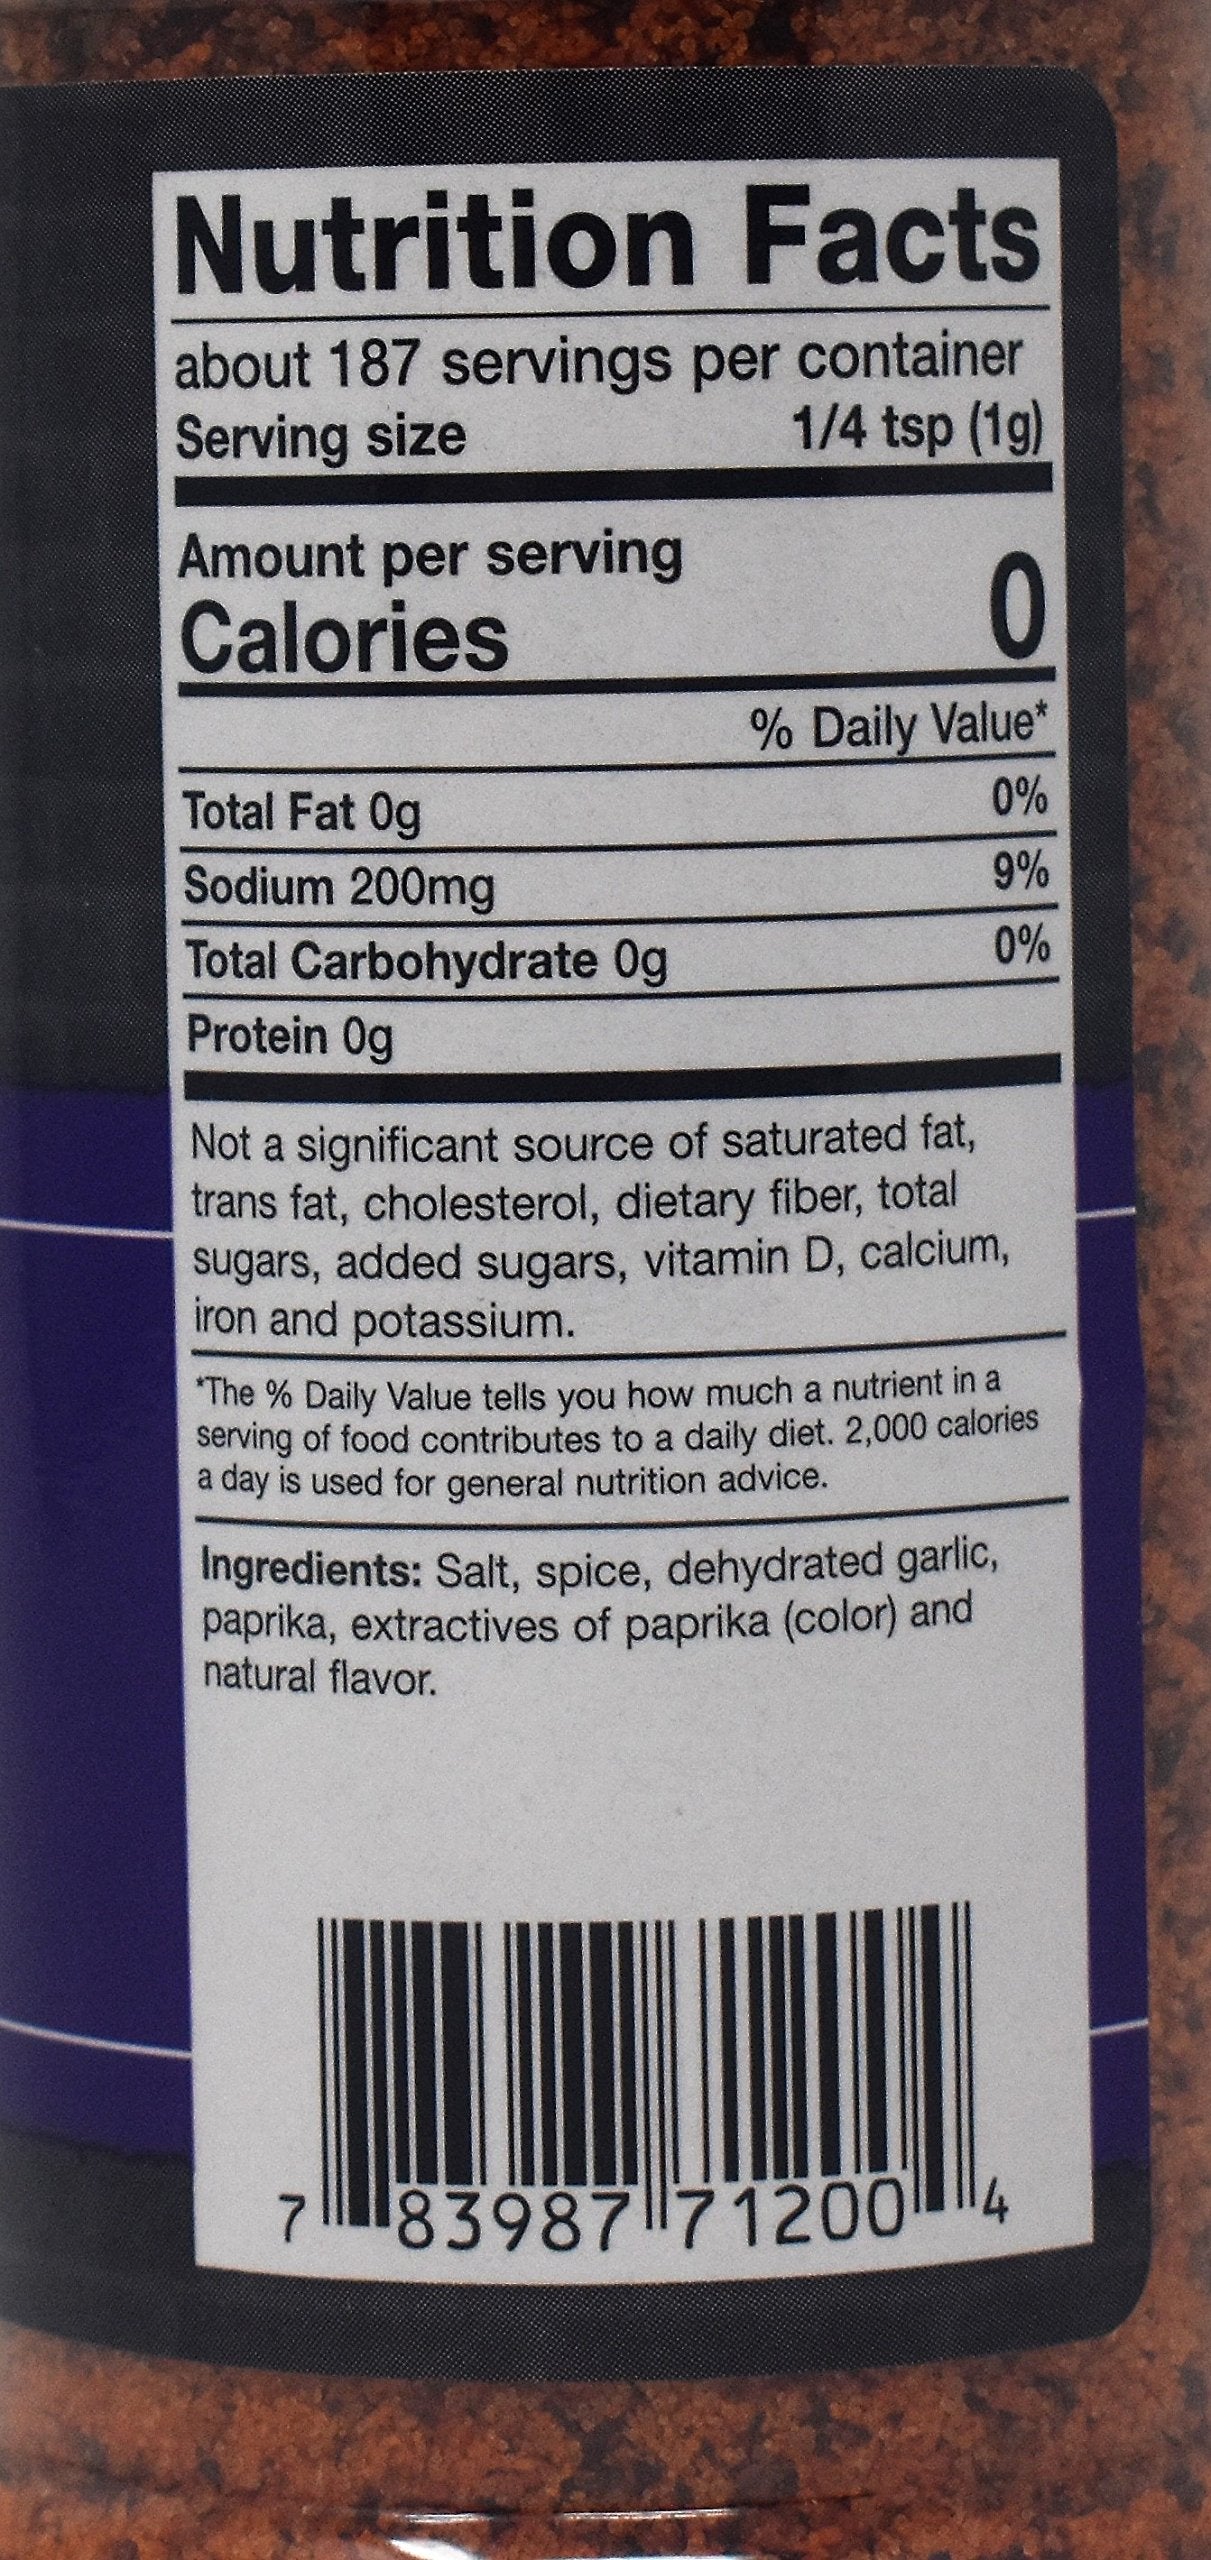 Nutrition Facts
about 187 servings per container
Serving size 1/4 tsp (1g)
Amount per serving
Calories 0
% Daily Value*
Total Fat 0g 0%
Sodium 200mg 9%
Total Carbohydrate 0g 0%
Protein 0g
Not a significant source of saturated fat,
trans fat, cholesterol, dietary fiber, total
sugars, added sugars, vitamin D, calcium,
iron and potassium.
*The % Daily Value tells you how much a nutrient in a
serving of food contributes to a daily diet. 2,000 calories
a day is used for general nutrition advice.
Ingredients: Salt, spice, dehydrated garlic,
paprika, extractives of paprika (color) and
natural flavor.
7 83987 71200 4